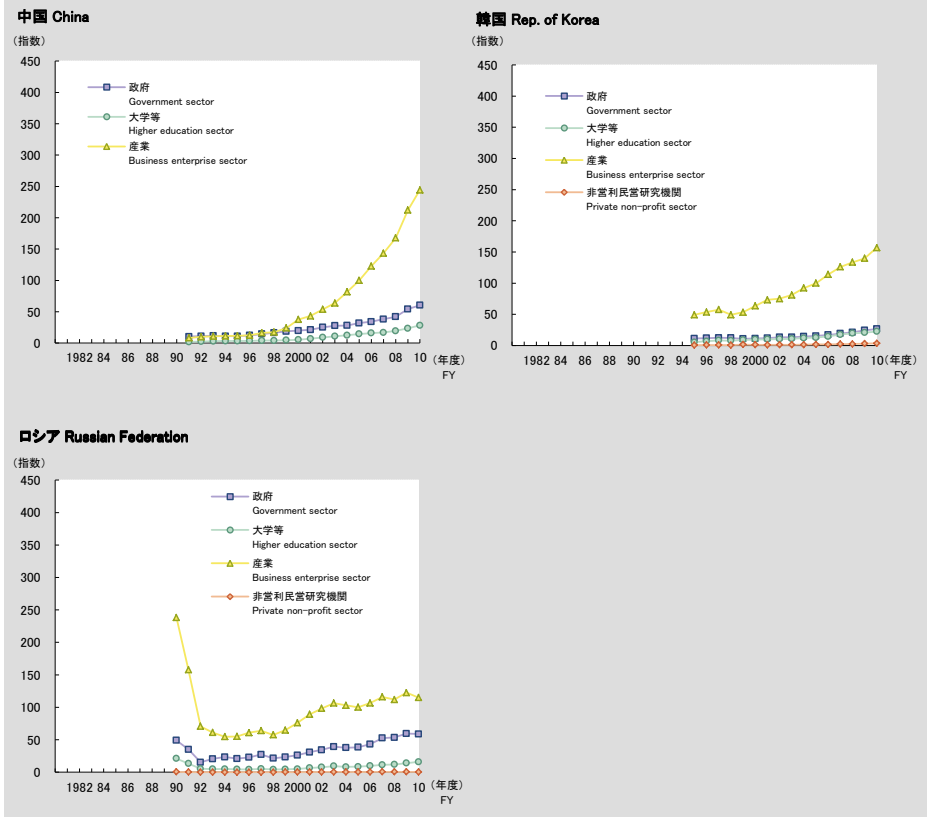 中国 China
（指数）
450
400
350
300
250
200
150
100
50
0
政府
Government sector
大学等
Higher education sector
産業
Business enterprise sector
1982 84 86 88 90 92 94 96 98 2000 02 04 06 08 10 （年度）
FY
韓国 Rep. of Korea
（指数）
450
400
350
300
250
200
150
100
50
0
政府
Government sector
大学等
Higher education sector
産業
Business enterprise sector
非営利民営研究機関
Private non-profit sector
1982 84 86 88 90 92 94 96 98 2000 02 04 06 08 10（年度）
FY
ロシア Russian Federation
（指数）
450
400
350
300
250
200
150
100
50
0
政府
Government sector
大学等
Higher education sector
産業
Business enterprise sector
非営利民営研究機関
Private non-profit sector
1982 84 86 88 90 92 94 96 98 2000 02 04 06 08 10 （年度）
FY